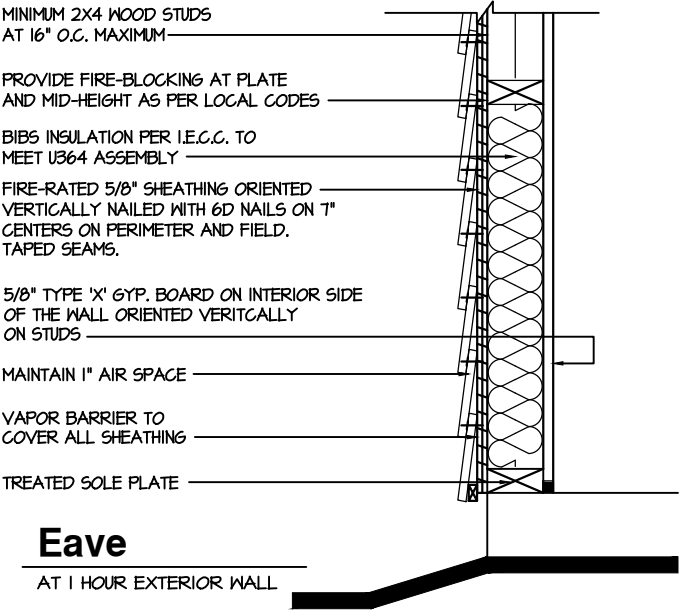 MINIMUM 2X4 WOOD STUDS
AT 16" O.C. MAXIMUM
PROVIDE FIRE-BLOCKING AT PLATE
AND MID-HEIGHT AS PER LOCAL CODES
BIBS INSULATION PER I.E.C.C. TO
MEET U364 ASSEMBLY
FIRE-RATED 5/8" SHEATHING ORIENTED
VERTICALLY NAILED WITH 6D NAILS ON 7"
CENTERS ON PERIMETER AND FIELD.
TAPED SEAMS.
5/8" TYPE 'X' GYP. BOARD ON INTERIOR SIDE
OF THE WALL ORIENTED VERITCALLY
ON STUDS
MAINTAIN 1" AIR SPACE
VAPOR BARRIER TO
COVER ALL SHEATHING
TREATED SOLE PLATE
Eave
AT 1 HOUR EXTERIOR WALL